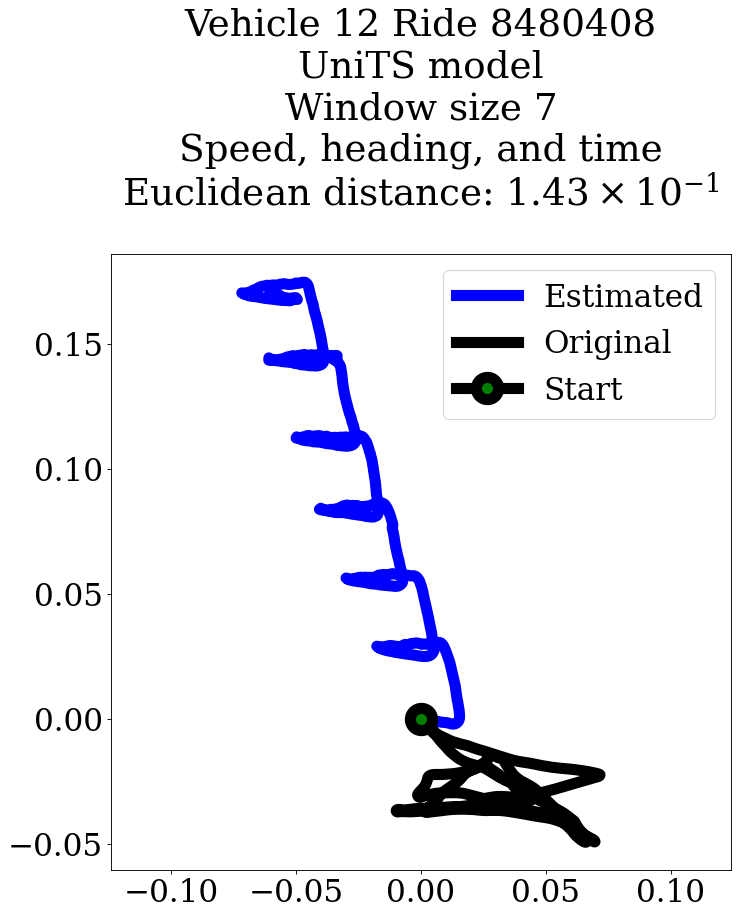 Vehicle 12 Ride 8480408
UniTS model
Window size 7
Speed, heading, and time
Euclidean distance: $1.43 \times 10^{-1}$
Estimated
Original
Start
0.15
0.10
0.05
0.00
−0.05
−0.10 −0.05 0.00 0.05 0.10